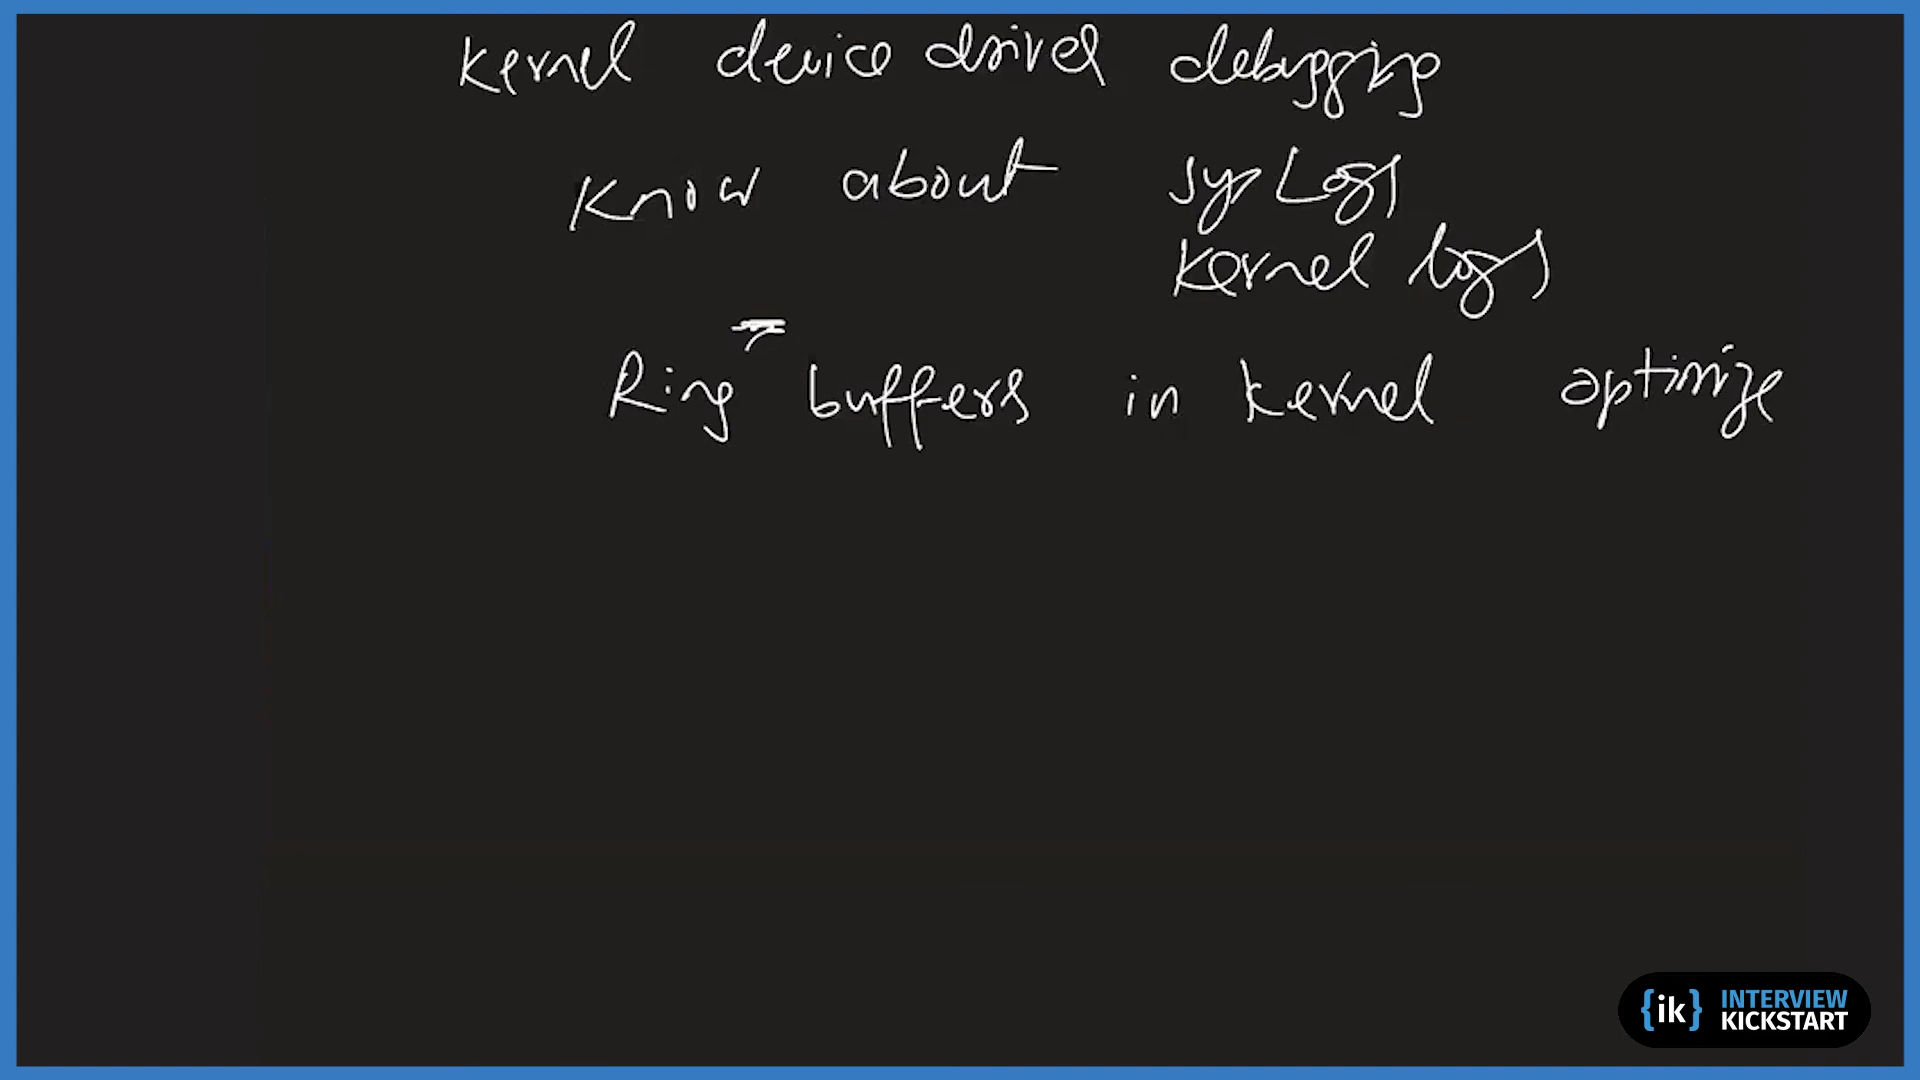 Kernel device driver debugging
Know about sysLogs
Kernel logs
Ring buffers in kernel optimize
{ik} INTERVIEW
KICKSTART